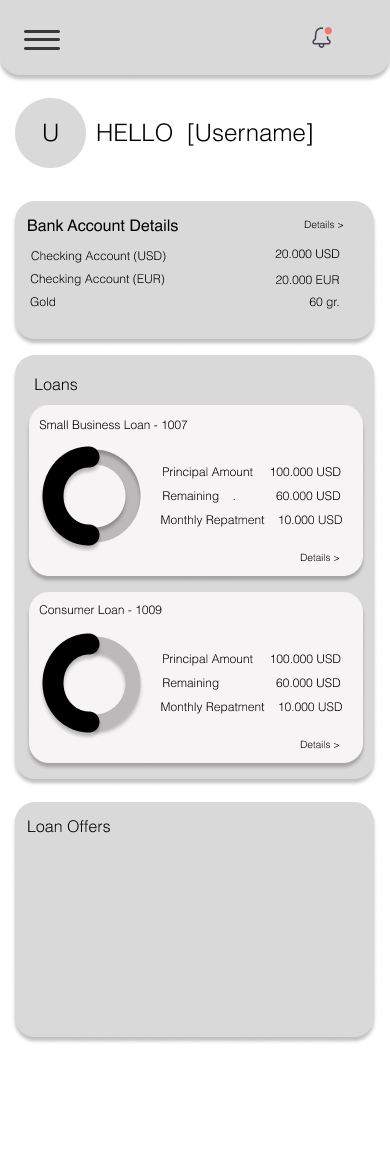 U HELLO [Username]
Bank Account Details Details >
Checking Account (USD) 20.000 USD
Checking Account (EUR) 20.000 EUR
Gold 60 gr.
Loans
Small Business Loan - 1007
Principal Amount 100.000 USD
Remaining . 60.000 USD
Monthly Repatment 10.000 USD
Details >
Consumer Loan - 1009
Principal Amount 100.000 USD
Remaining 60.000 USD
Monthly Repatment 10.000 USD
Details >
Loan Offers